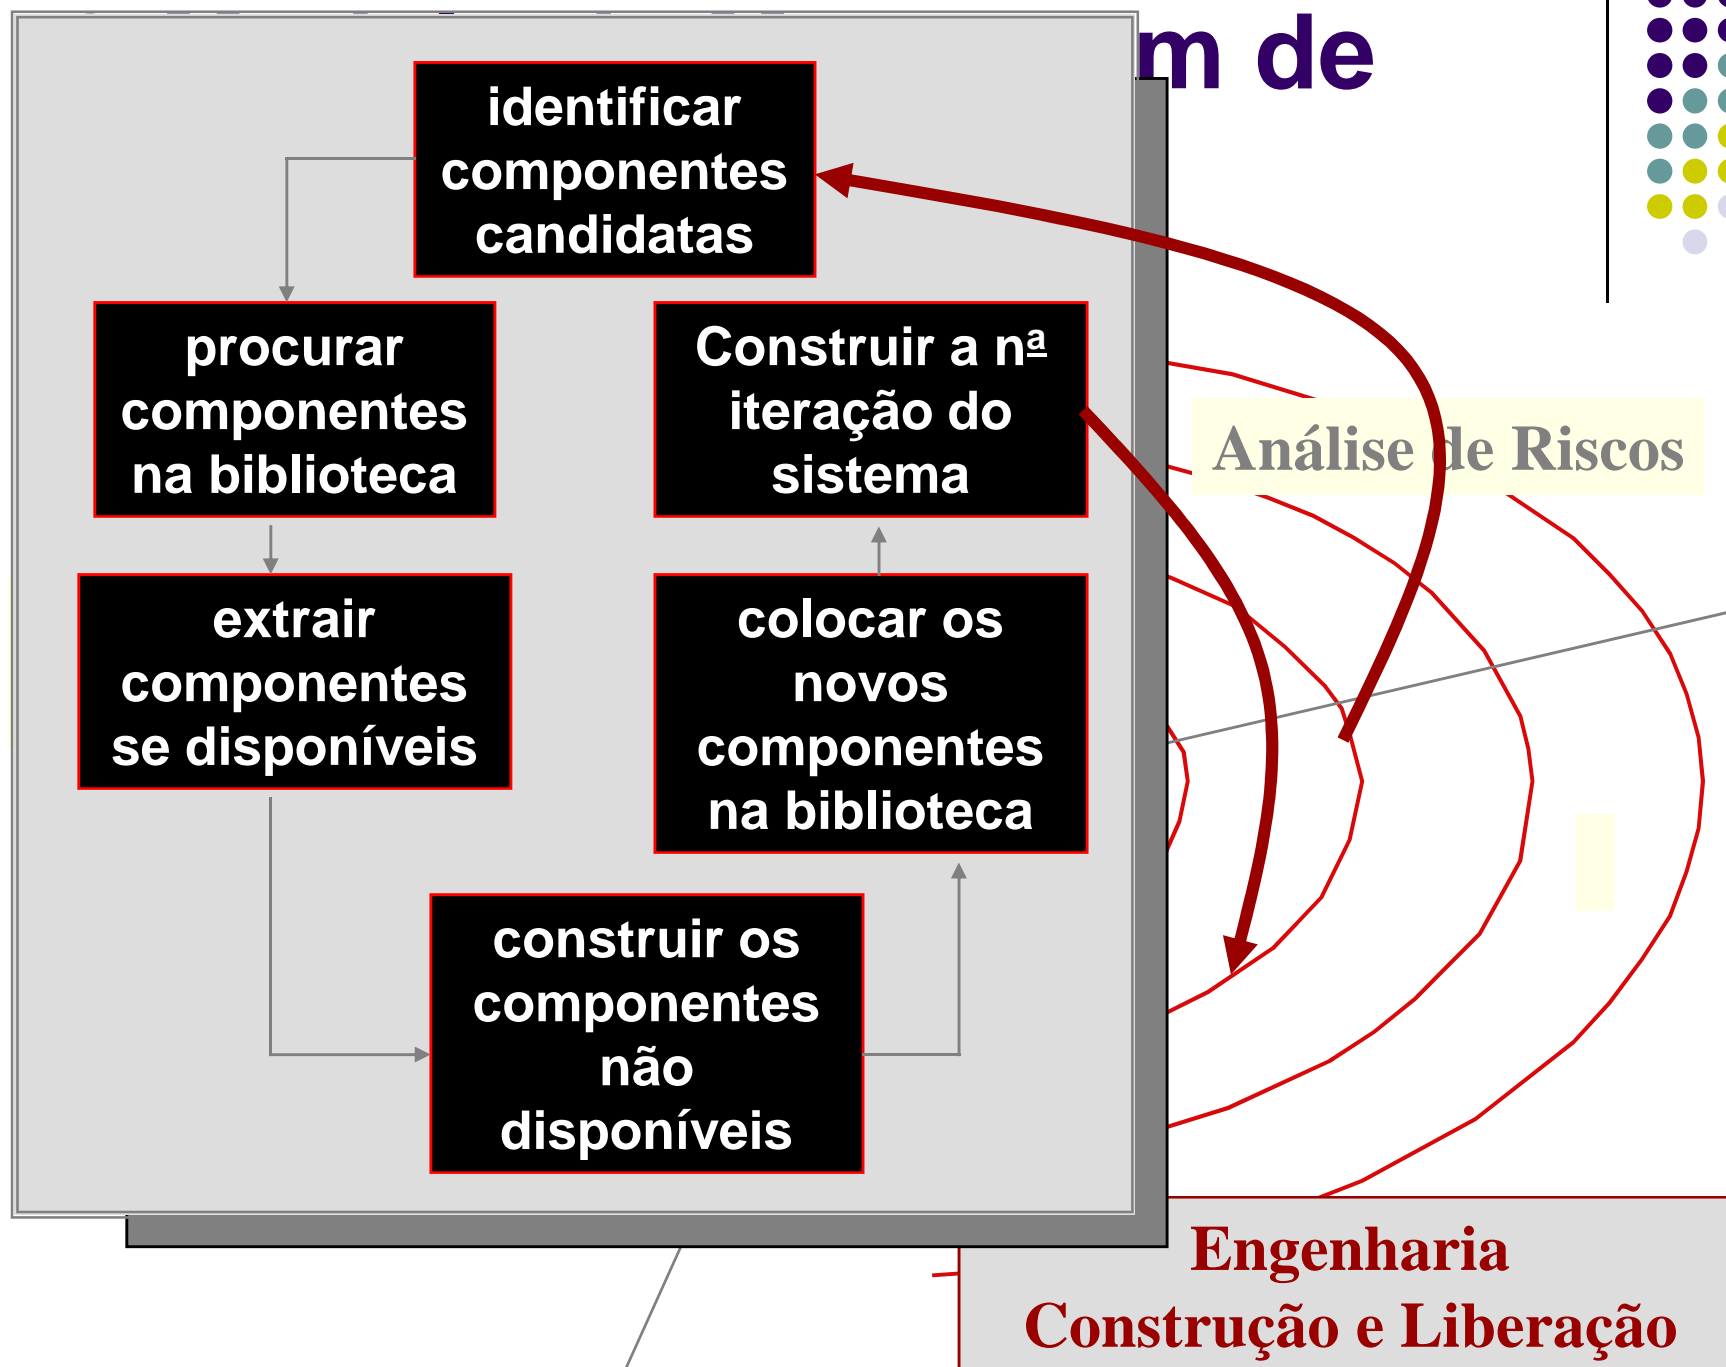 m de
identificar
componentes
candidatas
procurar
componentes
na biblioteca
Construir a nª
iteração do
sistema
Análise de Riscos
extrair
componentes
se disponíveis
colocar os
novos
componentes
na biblioteca
construir os
componentes
não
disponíveis
Engenharia
Construção e Liberação